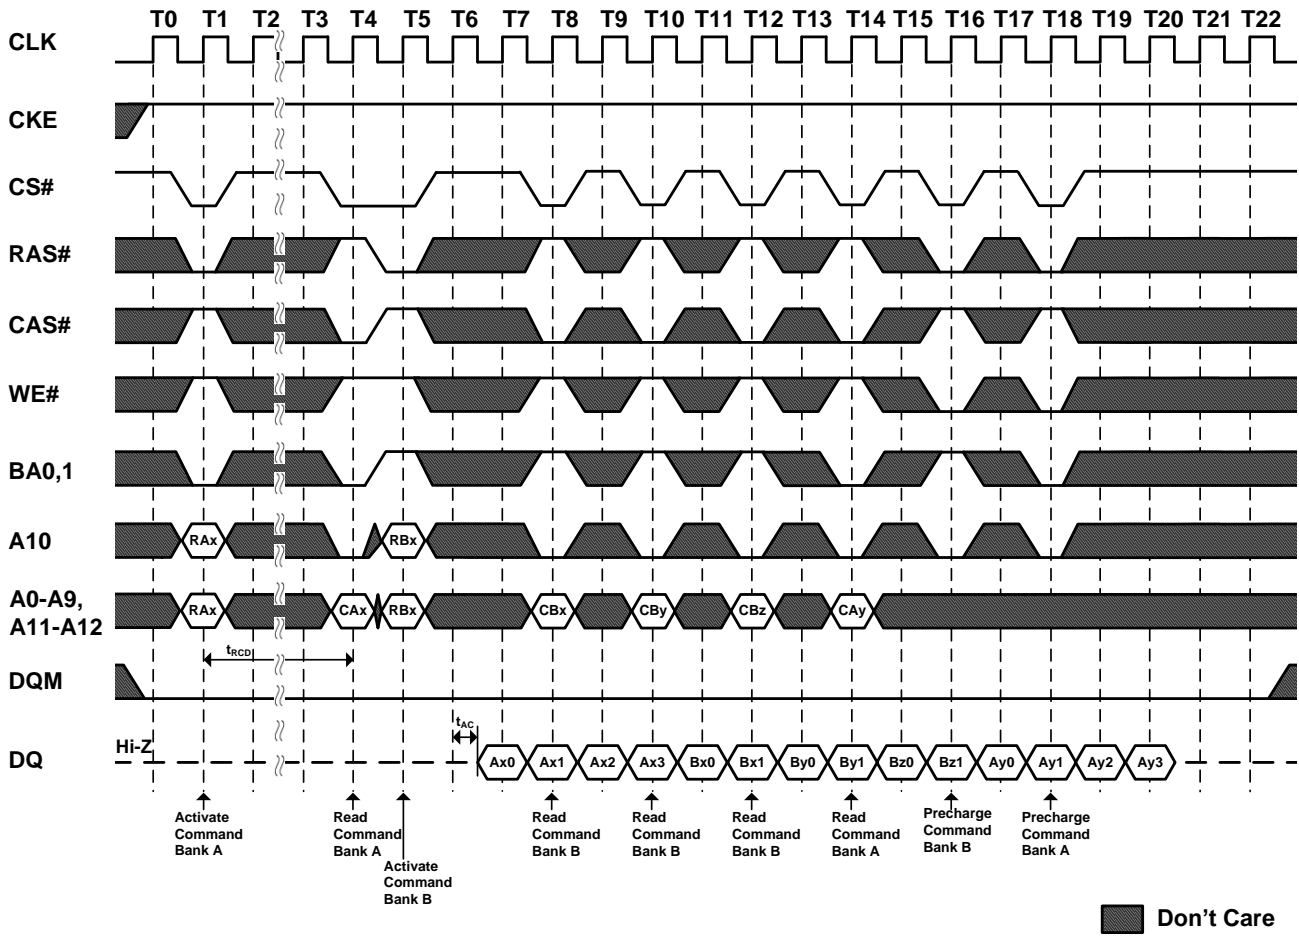 T0 T1 T2 T3 T4 T5 T6 T7 T8 T9 T10 T11 T12 T13 T14 T15 T16 T17 T18 T19 T20 T21 T22
CLK
CKE
CS#
RAS#
CAS#
WE#
BA0,1
A10
RAx RBx
A0-A9,
A11-A12
RAx CAx RBx CBx CBy CBz CAy
tRCD
DQM
tAC
Hi-Z
DQ
Ax0 Ax1 Ax2 Ax3 Bx0 Bx1 By0 By1 Bz0 Bz1 Ay0 Ay1 Ay2 Ay3
Activate
Command
Bank A
Read
Command
Bank A
Activate
Command
Bank B
Read
Command
Bank B
Read
Command
Bank B
Read
Command
Bank B
Read
Command
Bank A
Precharge
Command
Bank B
Precharge
Command
Bank A
Don't Care